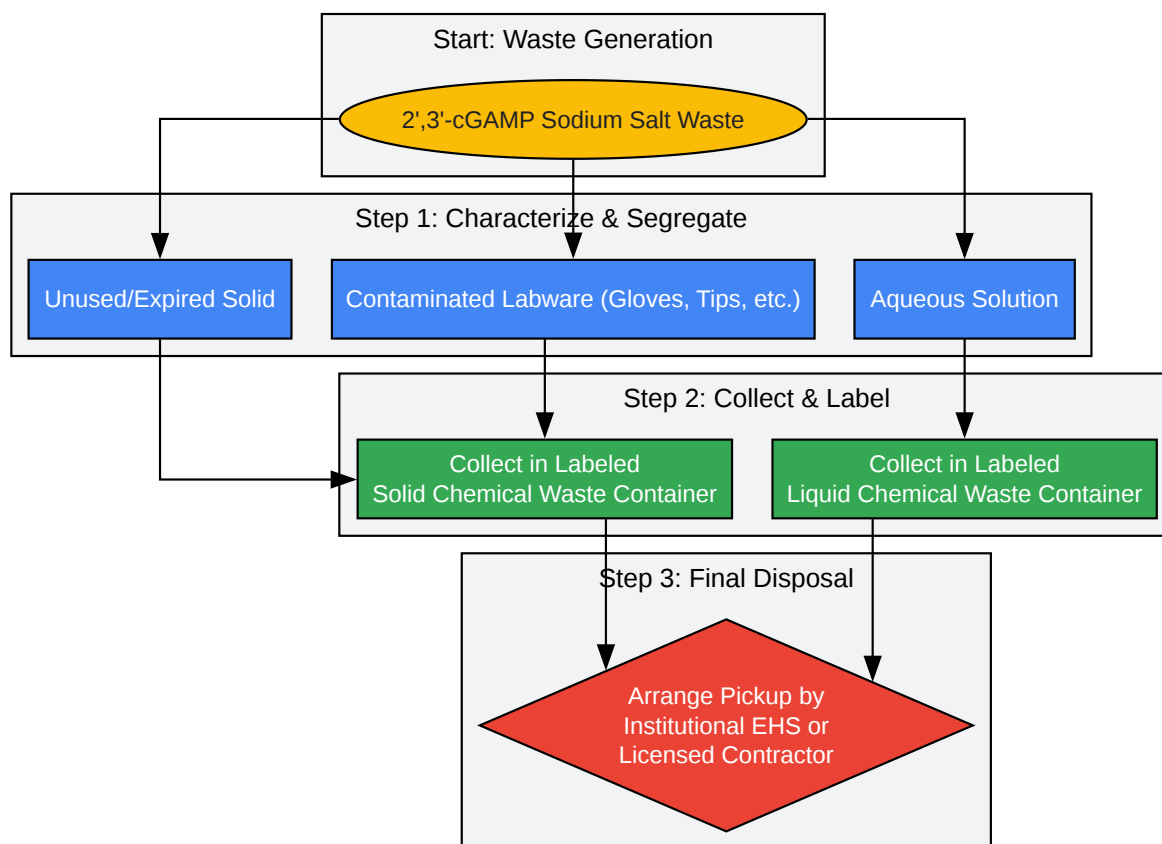 Start: Waste Generation
2',3'-cGAMP Sodium Salt Waste
Step 1: Characterize & Segregate
Unused/Expired Solid
Contaminated Labware (Gloves, Tips, etc.)
Aqueous Solution
Step 2: Collect & Label
Collect in Labeled
Solid Chemical Waste Container
Collect in Labeled
Liquid Chemical Waste Container
Step 3: Final Disposal
Arrange Pickup by
Institutional EHS or
Licensed Contractor